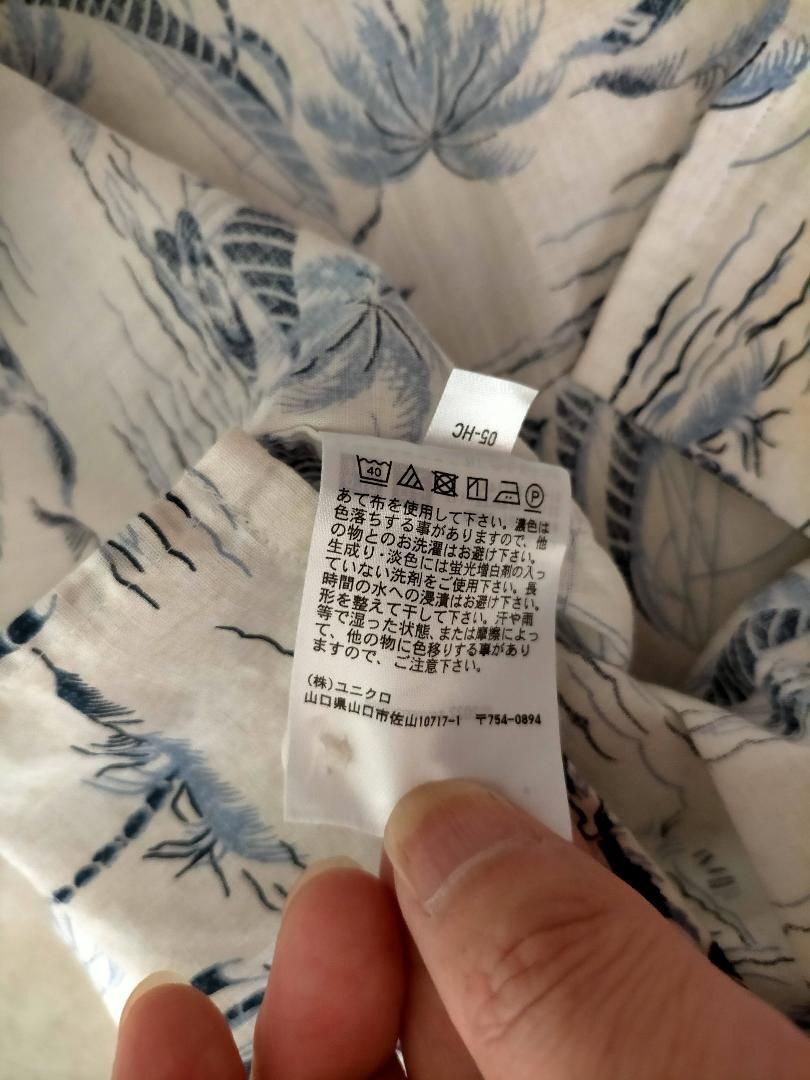 05-HC
40
P
あて布を使用して下さい。濃色は
色落ちする事がありますので、他
の物とのお洗濯はお避け下さい。
生成り・淡色には蛍光増白剤の入っ
ていない洗剤をご使用下さい。長
時間の水への浸漬はお避け下さい。
形を整えて干して下さい。汗や雨
等で湿った状態、または摩擦によっ
て、他の物に色移りする事があり
ますので、ご注意下さい。
(株)ユニクロ
山口県山口市佐山10717-1 〒754-0894